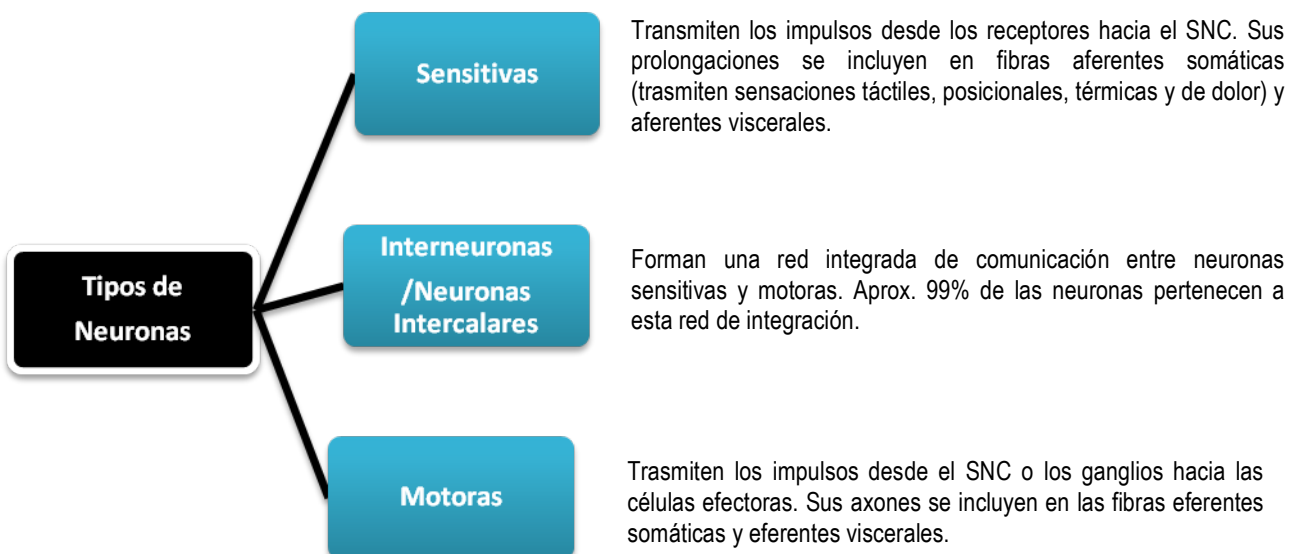 Sensitivas
Transmiten los impulsos desde los receptores hacia el SNC. Sus
prolongaciones se incluyen en fibras aferentes somáticas
(trasmiten sensaciones táctiles, posicionales, térmicas y de dolor) y
aferentes viscerales.
Tipos de
Neuronas
Interneuronas
/Neuronas
Intercalares
Forman una red integrada de comunicación entre neuronas
sensitivas y motoras. Aprox. 99% de las neuronas pertenecen a
esta red de integración.
Motoras
Trasmiten los impulsos desde el SNC o los ganglios hacia las
células efectoras. Sus axones se incluyen en las fibras eferentes
somáticas y eferentes viscerales.